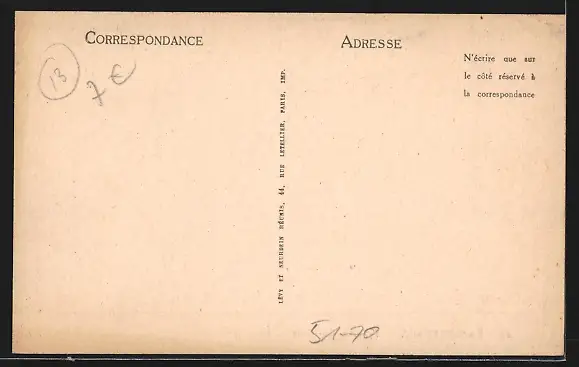 CORRESPONDANCE
ADRESSE
N'écrire que sur
le côté réservé à
la correspondance
13
7 €
LÉVY ET NEURDEIN RÉUNIS, 44, RUE LETELLIER, PARIS, IMP.
51-70